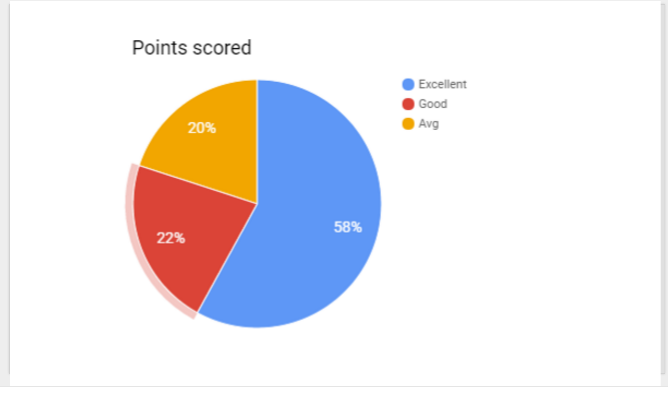 Points scored
Excellent
Good
Avg
20%
22%
58%